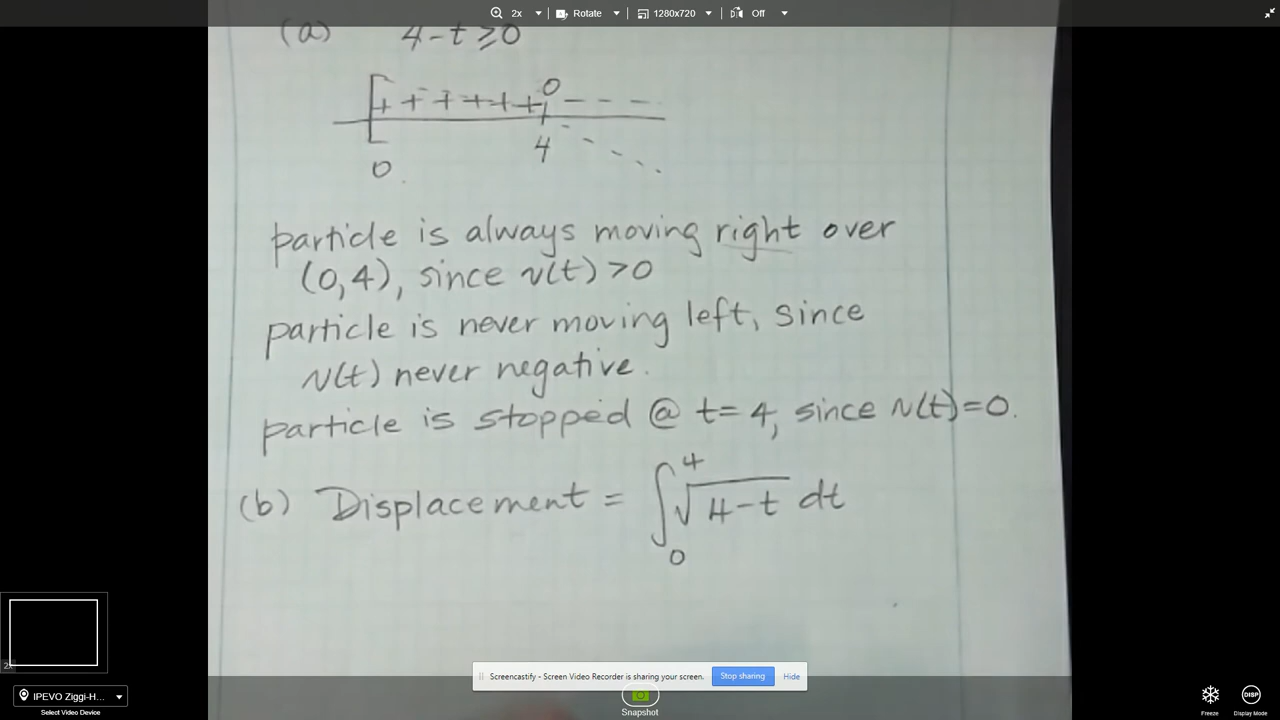 2x Rotate 1280x720 Off
(a) 4-t ≥ 0
[+ + + + + + 0 - - -
0 4
particle is always moving right over
(0,4), since v(t) > 0
particle is never moving left, since
v(t) never negative.
particle is stopped @ t=4, since v(t)=0.
(b) Displacement = ∫₀⁴ √(4-t) dt
2x
Screencastify - Screen Video Recorder is sharing your screen. Stop sharing Hide
IPEVO Ziggi-H...
Select Video Device
Snapshot
Freeze
DISP
Display Mode